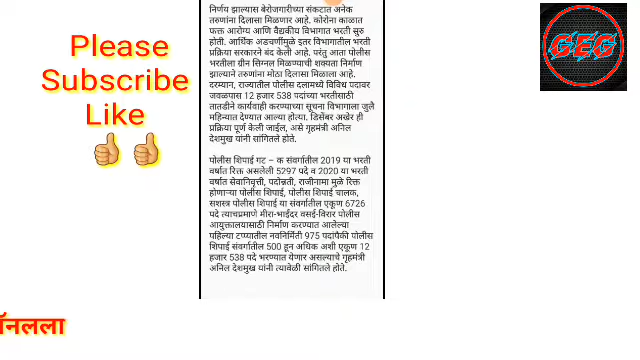 निर्णय झाल्यास बेरोजगारीच्या संकटात अनेक
तरुणांना दिलासा मिळणार आहे. कोरोना काळात
फक्त आरोग्य आणि वैद्यकीय विभागात भरती सुरु
होती. आर्थिक अडचणींमुळे इतर विभागातील भरती
प्रक्रिया सरकारने बंद केली आहे. परंतु आता पोलीस
भरतीला ग्रीन सिग्नल मिळण्याची शक्यता निर्माण
झाल्याने तरुणांना मोठा दिलासा मिळाला आहे.
दरम्यान, राज्यातील पोलीस दलामध्ये विविध पदावर
जवळपास 12 हजार 538 पदांच्या भरतीसाठी
तातडीने कार्यवाही करण्याच्या सूचना विभागाला जुलै
महिन्यात देण्यात आल्या होत्या. डिसेंबर अखेर ही
प्रक्रिया पूर्ण केली जाईल, असे गृहमंत्री अनिल
देशमुख यांनी सांगितले होते.
पोलीस शिपाई गट – क संवर्गातील 2019 या भरती
वर्षात रिक्त असलेली 5297 पदे व 2020 या भरती
वर्षात सेवानिवृत्ती, पदोन्नती, राजीनामा मुळे रिक्त
होणाऱ्या पोलीस शिपाई, पोलीस शिपाई चालक,
सशस्त्र पोलीस शिपाई या संवर्गातील एकूण 6726
पदे त्याचप्रमाणे मीरा-भाईंदर वसई-विरार पोलीस
आयुक्तालयासाठी निर्माण करण्यात आलेल्या
पहिल्या टप्प्यातील नवनिर्मिती 975 पदांपैकी पोलीस
शिपाई संवर्गातील 500 हून अधिक अशी एकूण 12
हजार 538 पदे भरण्यात येणार असल्याचे गृहमंत्री
अनिल देशमुख यांनी त्यावेळी सांगितले होते.
Please
Subscribe
Like
GEG
ॅनलला